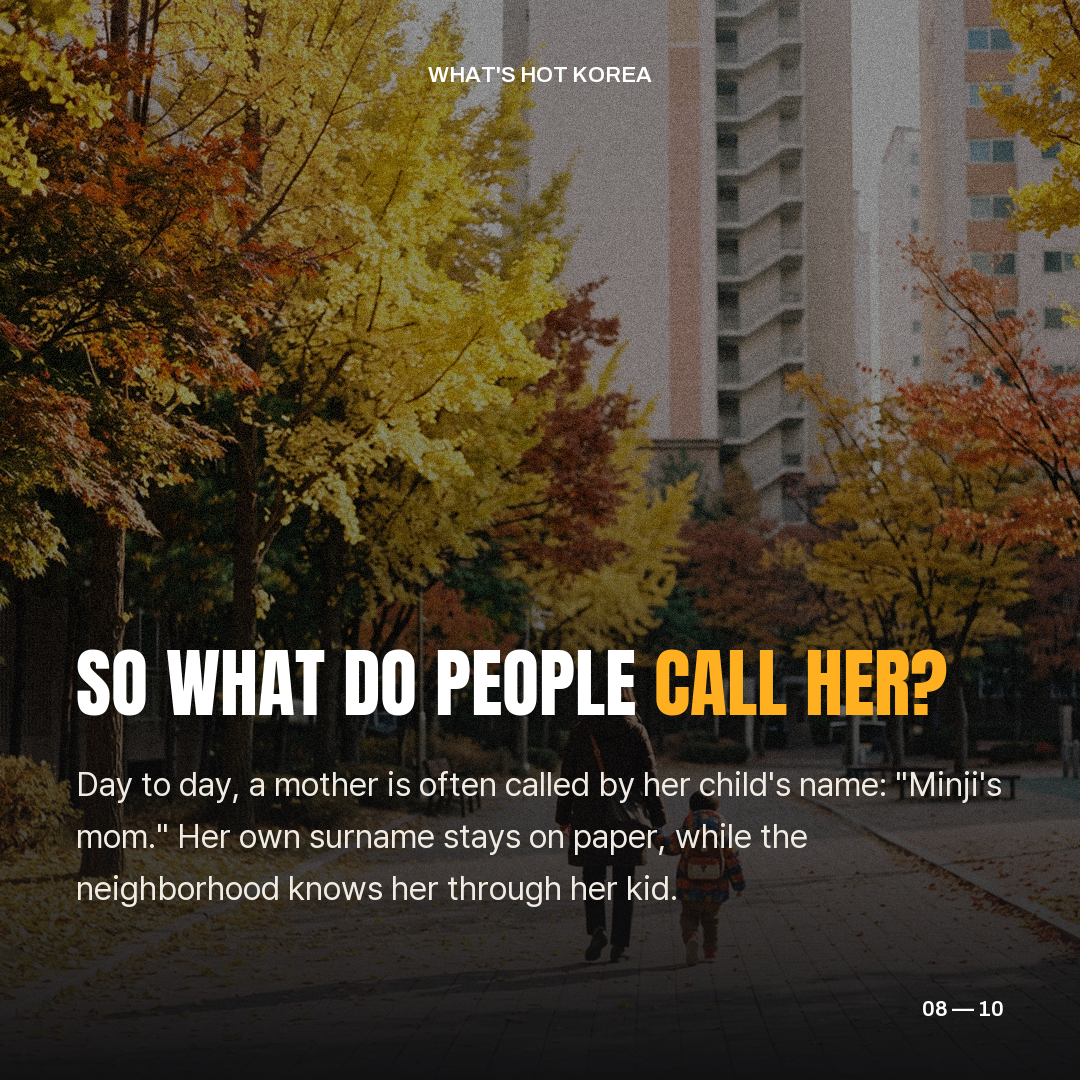 WHAT'S HOT KOREA
SO WHAT DO PEOPLE CALL HER?
Day to day, a mother is often called by her child's name: "Minji's
mom." Her own surname stays on paper, while the
neighborhood knows her through her kid.
08 — 10